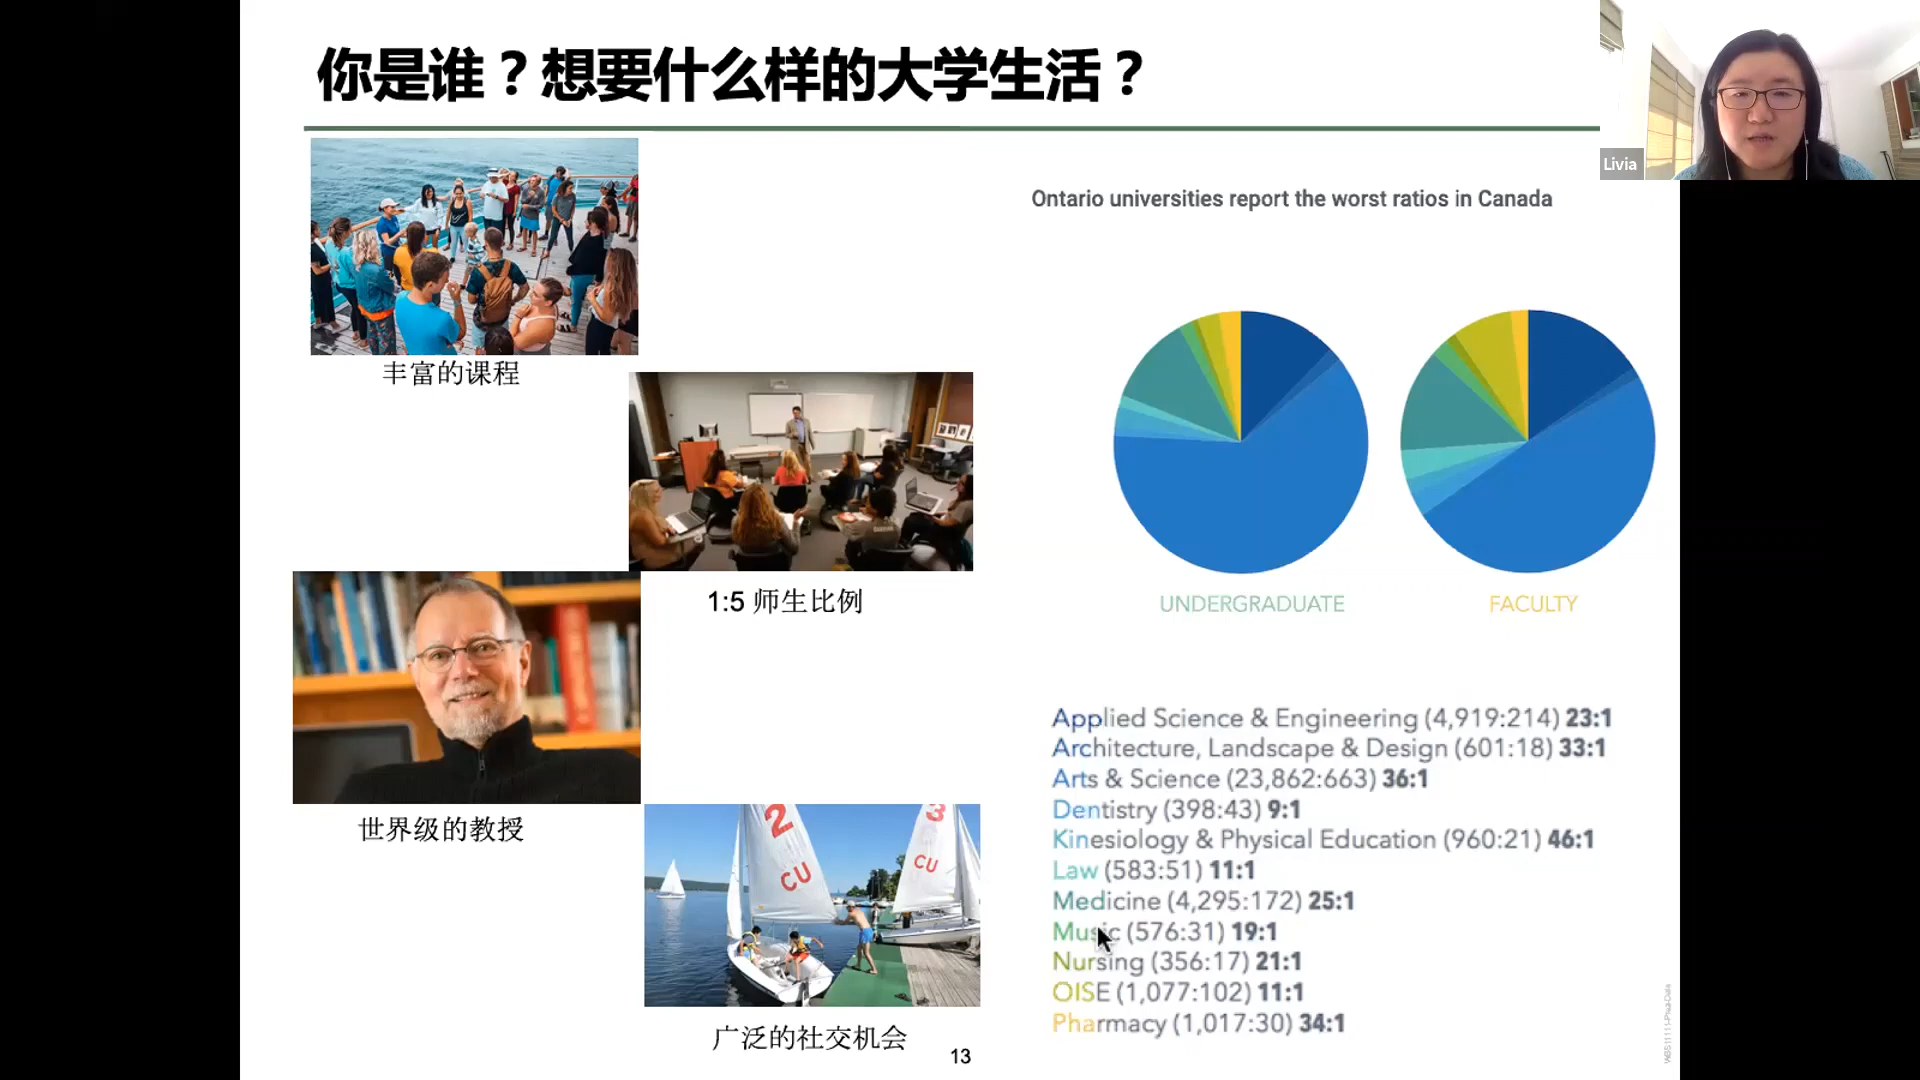 你是谁？想要什么样的大学生活？
Livia
丰富的课程
1:5 师生比例
世界级的教授
2
CU
3
CU
广泛的社交机会
13
Ontario universities report the worst ratios in Canada
UNDERGRADUATE
FACULTY
Applied Science & Engineering (4,919:214) 23:1
Architecture, Landscape & Design (601:18) 33:1
Arts & Science (23,862:663) 36:1
Dentistry (398:43) 9:1
Kinesiology & Physical Education (960:21) 46:1
Law (583:51) 11:1
Medicine (4,295:172) 25:1
Music (576:31) 19:1
Nursing (356:17) 21:1
OISE (1,077:102) 11:1
Pharmacy (1,017:30) 34:1